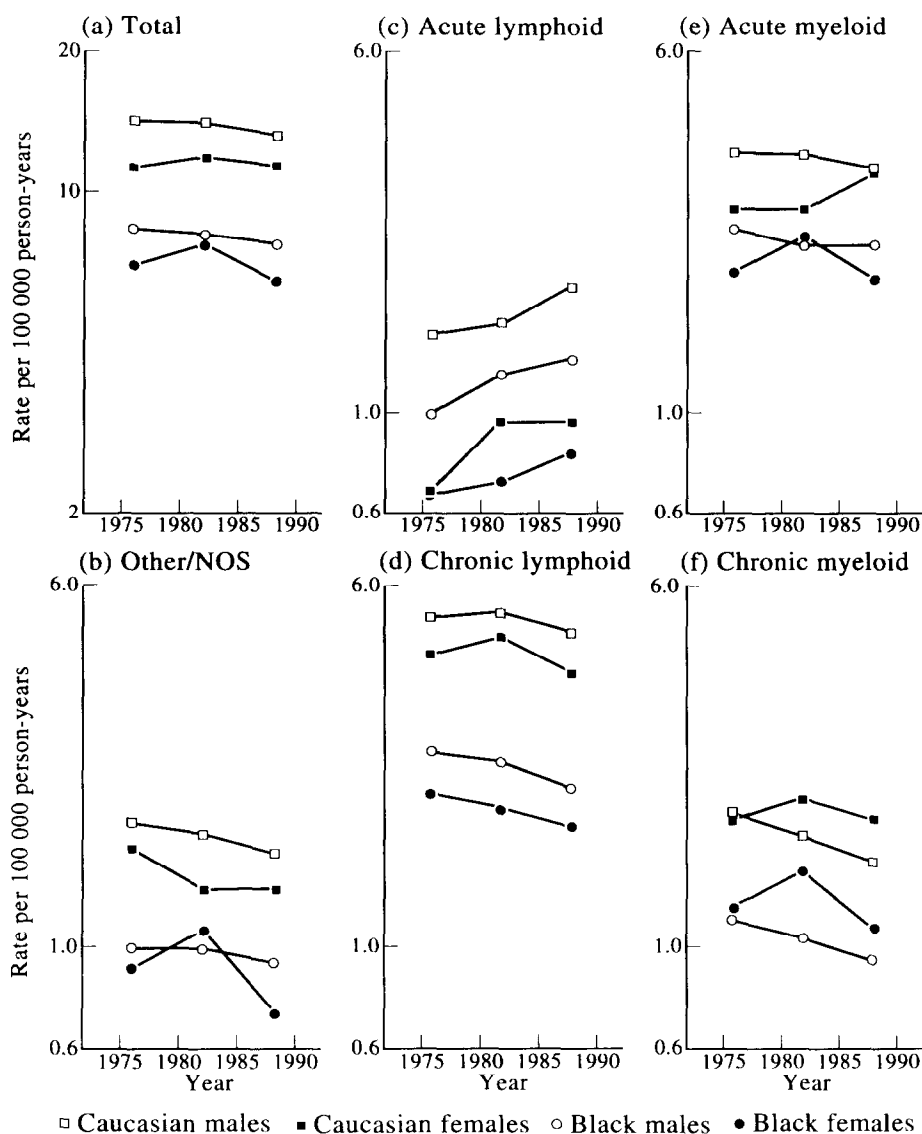 (a) Total
20
10
2
1975 1980 1985 1990
Rate per 100 000 person-years
(c) Acute lymphoid
6.0
1.0
0.6
1975 1980 1985 1990
(e) Acute myeloid
6.0
1.0
0.6
1975 1980 1985 1990
(b) Other/NOS
6.0
1.0
0.6
1975 1980 1985 1990
Year
Rate per 100 000 person-years
(d) Chronic lymphoid
6.0
1.0
0.6
1975 1980 1985 1990
Year
(f) Chronic myeloid
6.0
1.0
0.6
1975 1980 1985 1990
Year
□ Caucasian males ■ Caucasian females ○ Black males ● Black females